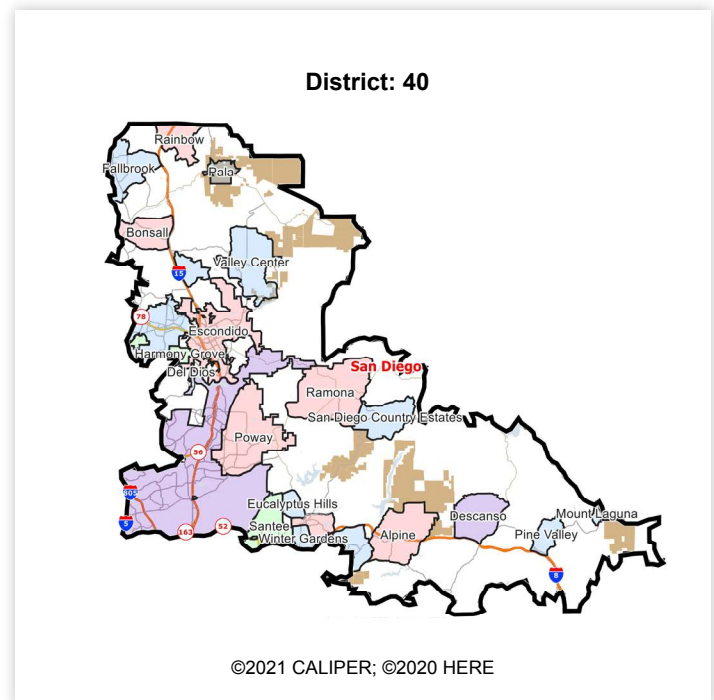 District: 40
Rainbow
Fallbrook
Pala
Bonsall
Valley Center
15
78
Escondido
Harmony Grove
Del Dios
San Diego
Ramona
San Diego Country Estates
Poway
56
805
Eucalyptus Hills
5
Santee
163
52
Winter Gardens
Alpine
Descanso
Mount Laguna
Pine Valley
8
©2021 CALIPER; ©2020 HERE